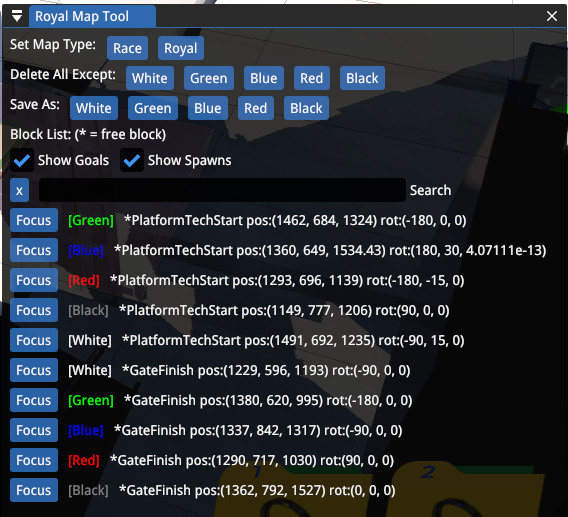 Royal Map Tool
Set Map Type: Race Royal
Delete All Except: White Green Blue Red Black
Save As: White Green Blue Red Black
Block List: (* = free block)
Show Goals Show Spawns
x Search
Focus [Green] *PlatformTechStart pos:(1462, 684, 1324) rot:(-180, 0, 0)
Focus [Blue] *PlatformTechStart pos:(1360, 649, 1534.43) rot:(180, 30, 4.07111e-13)
Focus [Red] *PlatformTechStart pos:(1293, 696, 1139) rot:(-180, -15, 0)
Focus [Black] *PlatformTechStart pos:(1149, 777, 1206) rot:(90, 0, 0)
Focus [White] *PlatformTechStart pos:(1491, 692, 1235) rot:(-90, 15, 0)
Focus [White] *GateFinish pos:(1229, 596, 1193) rot:(-90, 0, 0)
Focus [Green] *GateFinish pos:(1380, 620, 995) rot:(-180, 0, 0)
Focus [Blue] *GateFinish pos:(1337, 842, 1317) rot:(-90, 0, 0)
Focus [Red] *GateFinish pos:(1290, 717, 1030) rot:(90, 0, 0)
Focus [Black] *GateFinish pos:(1362, 792, 1527) rot:(0, 0, 0)
1 2